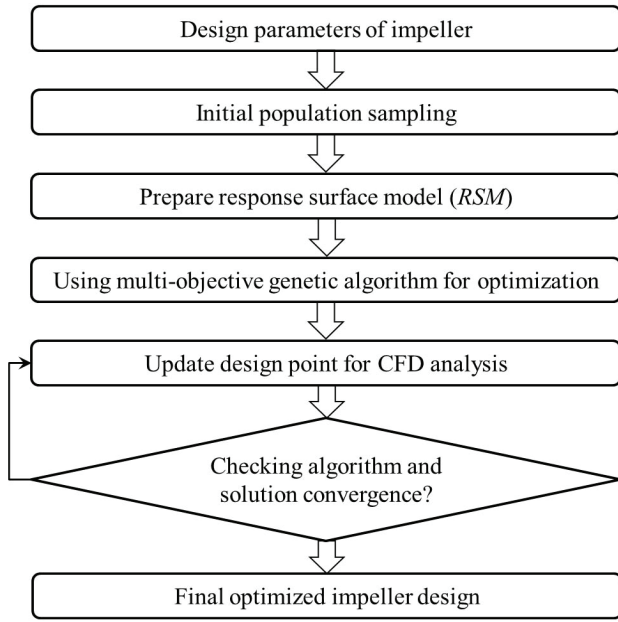 Design parameters of impeller
Initial population sampling
Prepare response surface model (RSM)
Using multi-objective genetic algorithm for optimization
Update design point for CFD analysis
Checking algorithm and
solution convergence?
Final optimized impeller design